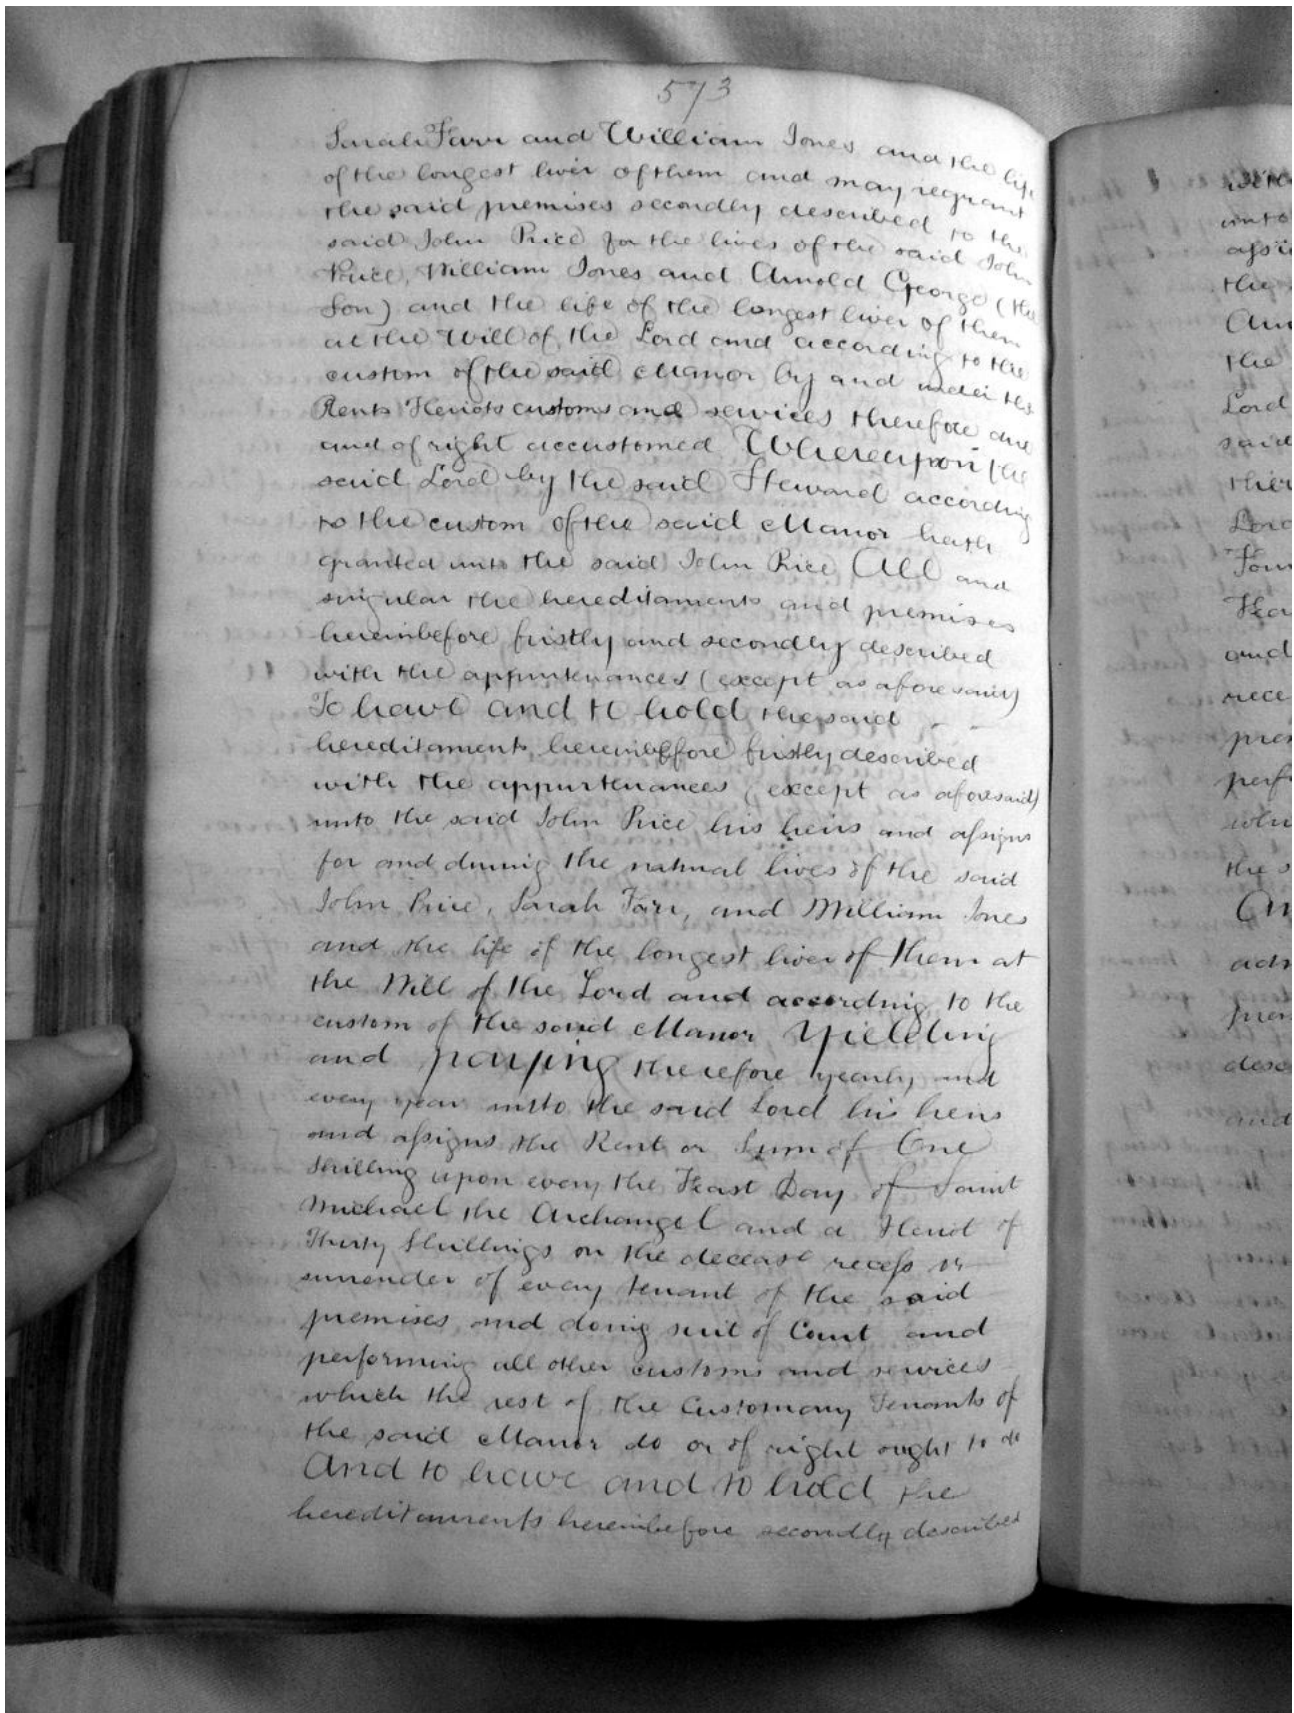 573
Sarah Farr and William Jones and the life
of the longest liver of them and may regrant
the said premises secondly described to the
said John Price for the lives of the said John
Price, William Jones and Arnold George (the
Son) and the life of the longest liver of them
at the Will of the Lord and according to the
custom of the said Manor by and under the
Rents Heriots customs and services therefore due
and of right accustomed Whereupon the
said Lord by the said Steward according
to the custom of the said Manor hath
granted unto the said John Price All and
singular the hereditaments and premises
hereinbefore firstly and secondly described
with the appurtenances (except as aforesaid)
To have and to hold the said
hereditaments hereinbefore firstly described
with the appurtenances (except as aforesaid)
unto the said John Price his heirs and assigns
for and during the natural lives of the said
John Price, Sarah Farr, and William Jones
and the life of the longest liver of them at
the Will of the Lord and according to the
custom of the said Manor Yielding
and paying therefore yearly and
every year unto the said Lord his heirs
and assigns the Rent or Sum of One
Shilling upon every the Feast Day of Saint
Michael the Archangel and a Heriot of
Thirty Shillings on the decease recess or
surrender of every tenant of the said
premises and doing suit of Court and
performing all other customs and services
which the rest of the Customary Tenants of
the said Manor do or of right ought to do
And to have and to hold the
hereditaments hereinbefore secondly described
unto
the
the
Lord
said
Lord
and
the s
and